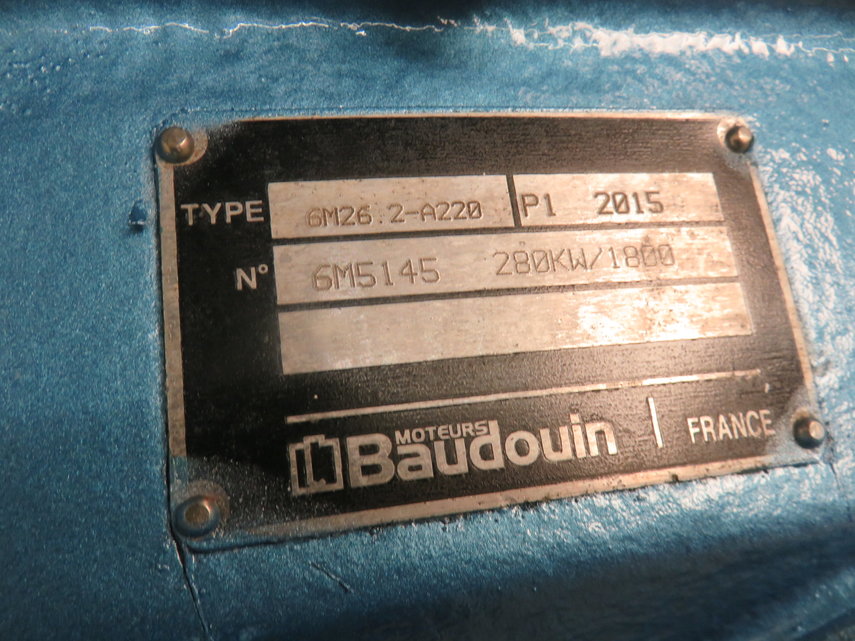 TYPE 6M26.2-A220 P1 2015
N° 6M5145 280KW/1800
MOTEURS
Baudouin | FRANCE